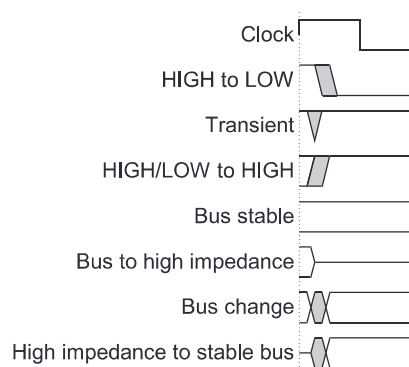 Clock
HIGH to LOW
Transient
HIGH/LOW to HIGH
Bus stable
Bus to high impedance
Bus change
High impedance to stable bus